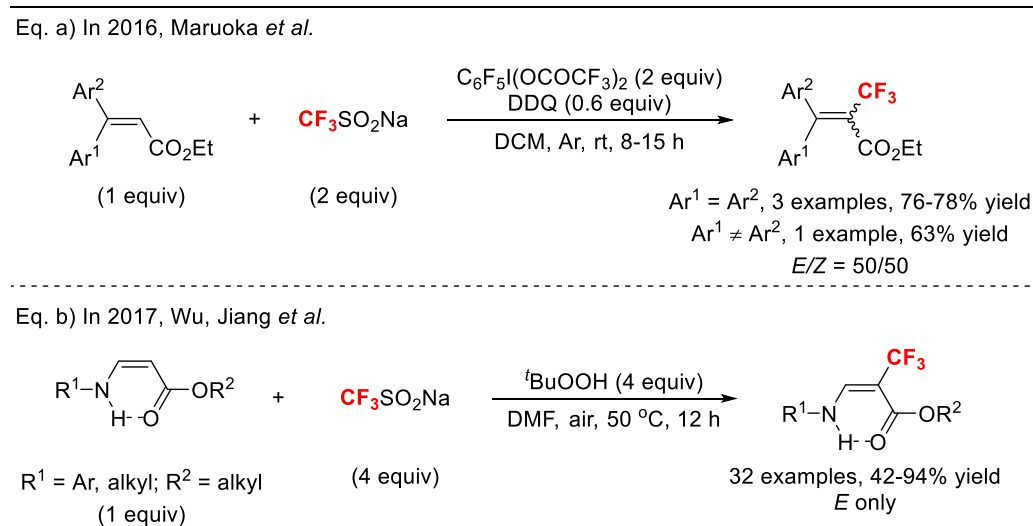 Eq. a) In 2016, Maruoka et al.
Ar²
Ar¹
CO₂Et
(1 equiv)
+
CF₃SO₂Na
(2 equiv)
C₆F₅I(OCOCF₃)₂ (2 equiv)
DDQ (0.6 equiv)
DCM, Ar, rt, 8-15 h
Ar²
CF₃
Ar¹
CO₂Et
Ar¹ = Ar², 3 examples, 76-78% yield
Ar¹ ≠ Ar², 1 example, 63% yield
E/Z = 50/50
Eq. b) In 2017, Wu, Jiang et al.
R¹
N
H
O
OR²
R¹ = Ar, alkyl; R² = alkyl
(1 equiv)
+
CF₃SO₂Na
(4 equiv)
ᵗBuOOH (4 equiv)
DMF, air, 50 °C, 12 h
CF₃
R¹
N
H
O
OR²
32 examples, 42-94% yield
E only